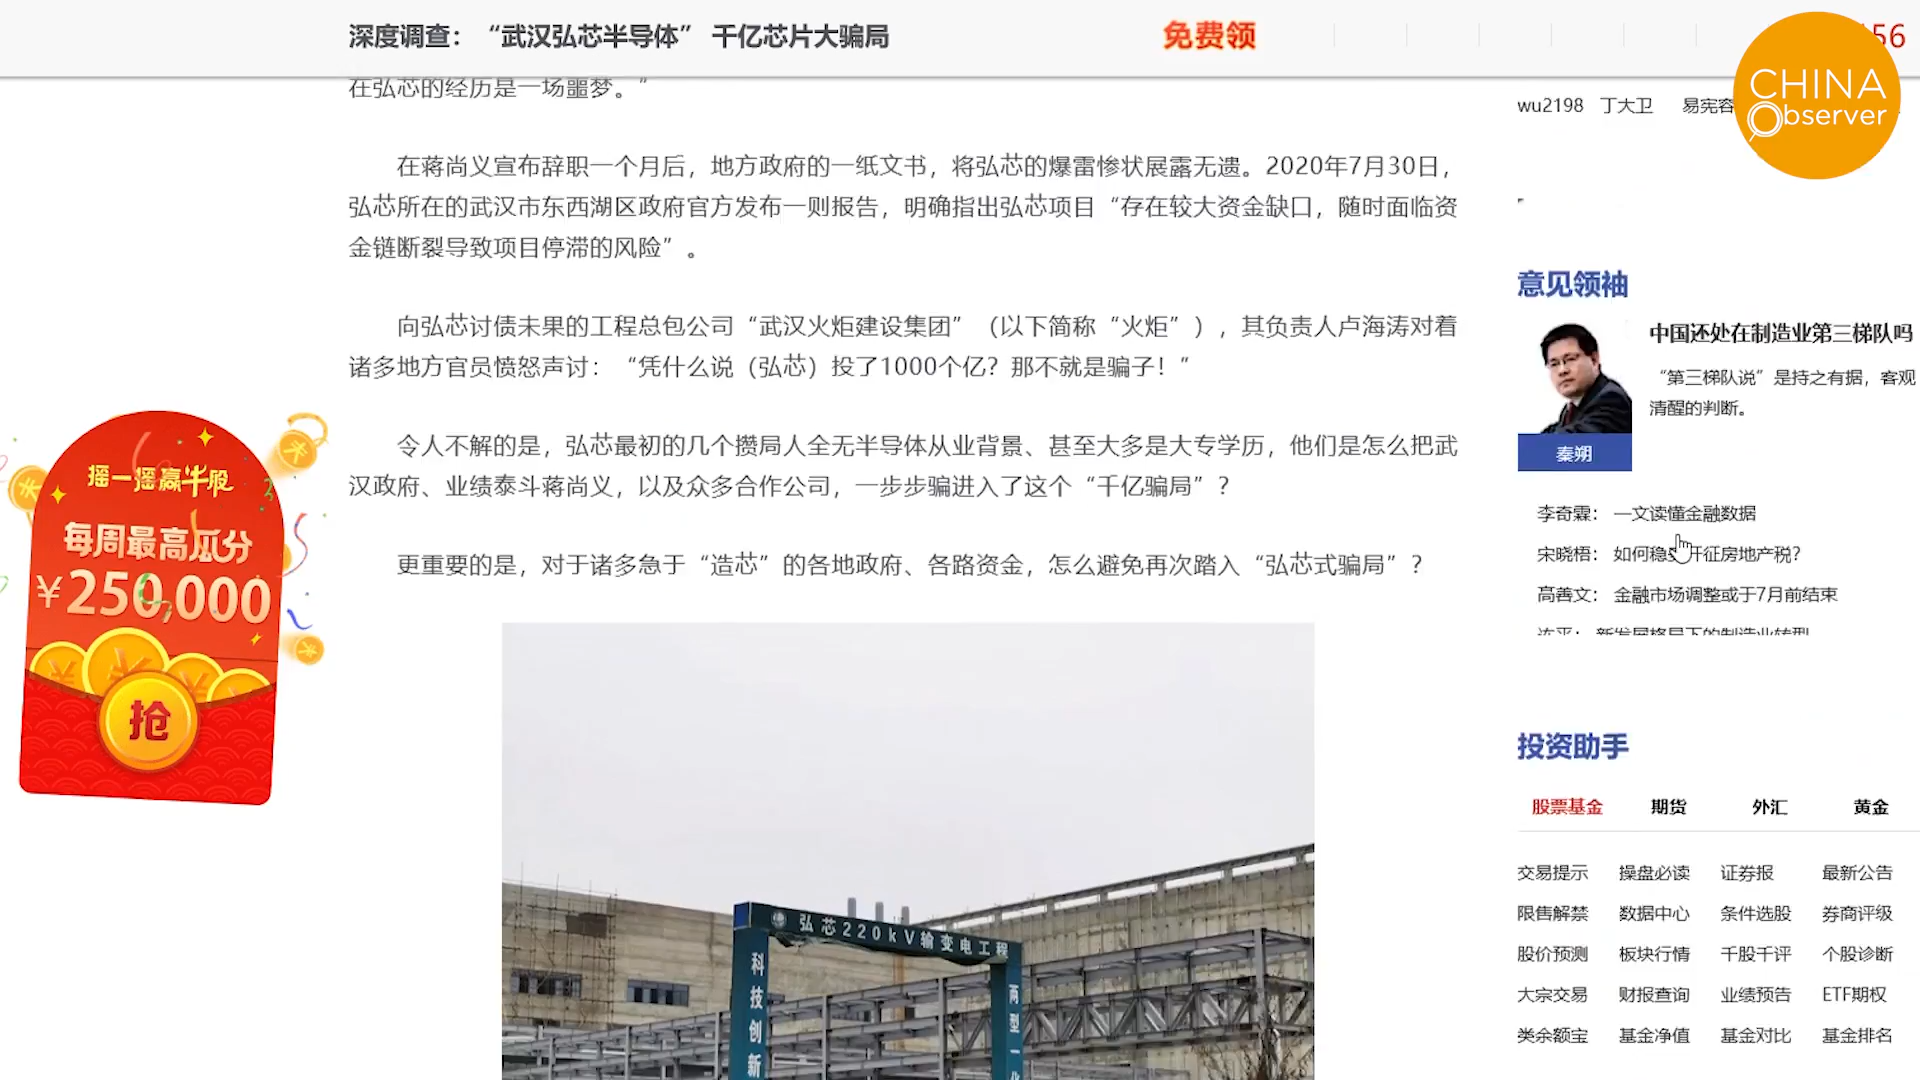 深度调查：“武汉弘芯半导体” 千亿芯片大骗局
免费领
56
CHINA
Observer
在弘芯的经历是一场噩梦。”
在蒋尚义宣布辞职一个月后，地方政府的一纸文书，将弘芯的爆雷惨状展露无遗。2020年7月30日，
弘芯所在的武汉市东西湖区政府官方发布一则报告，明确指出弘芯项目“存在较大资金缺口，随时面临资
金链断裂导致项目停滞的风险”。
向弘芯讨债未果的工程总包公司“武汉火炬建设集团”（以下简称“火炬”），其负责人卢海涛对着
诸多地方官员愤怒声讨：“凭什么说（弘芯）投了1000个亿？那不就是骗子！”
令人不解的是，弘芯最初的几个攒局人全无半导体从业背景、甚至大多是大专学历，他们是怎么把武
汉政府、业绩泰斗蒋尚义，以及众多合作公司，一步步骗进入了这个“千亿骗局”？
更重要的是，对于诸多急于“造芯”的各地政府、各路资金，怎么避免再次踏入“弘芯式骗局”？
弘芯220kV输变电工程
科技创新
两型一化
摇一摇赢牛股
每周最高瓜分
¥250,000
抢
wu2198 丁大卫 易宪容
意见领袖
中国还处在制造业第三梯队吗
“第三梯队说”是持之有据，客观
清醒的判断。
秦朔
李奇霖： 一文读懂金融数据
宋晓梧： 如何稳妥开征房地产税？
高善文： 金融市场调整或于7月前结束
连平： 新发展格局下的制造业转型
投资助手
股票基金 期货 外汇 黄金
交易提示 操盘必读 证券报 最新公告
限售解禁 数据中心 条件选股 券商评级
股价预测 板块行情 千股千评 个股诊断
大宗交易 财报查询 业绩预告 ETF期权
类余额宝 基金净值 基金对比 基金排名